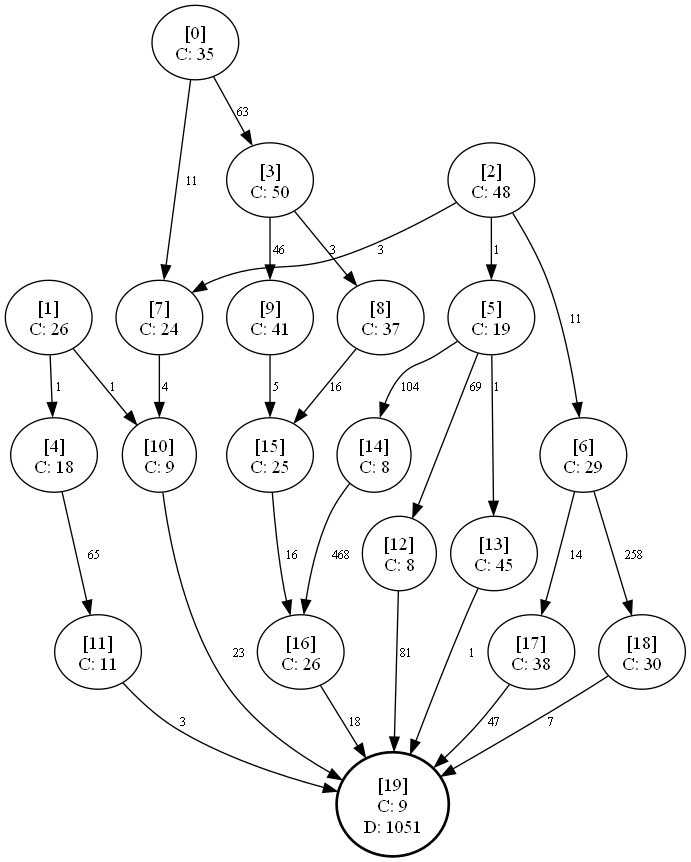 [0]
C: 35
63
[3]
C: 50
[2]
C: 48
11
46
3
3
1
[1]
C: 26
[7]
C: 24
[9]
C: 41
[8]
C: 37
[5]
C: 19
11
1
1
4
5
16
104
69
1
[4]
C: 18
[10]
C: 9
[15]
C: 25
[14]
C: 8
[6]
C: 29
65
16
468
[12]
C: 8
[13]
C: 45
14
258
[11]
C: 11
23
[16]
C: 26
81
1
[17]
C: 38
[18]
C: 30
3
18
47
7
[19]
C: 9
D: 1051